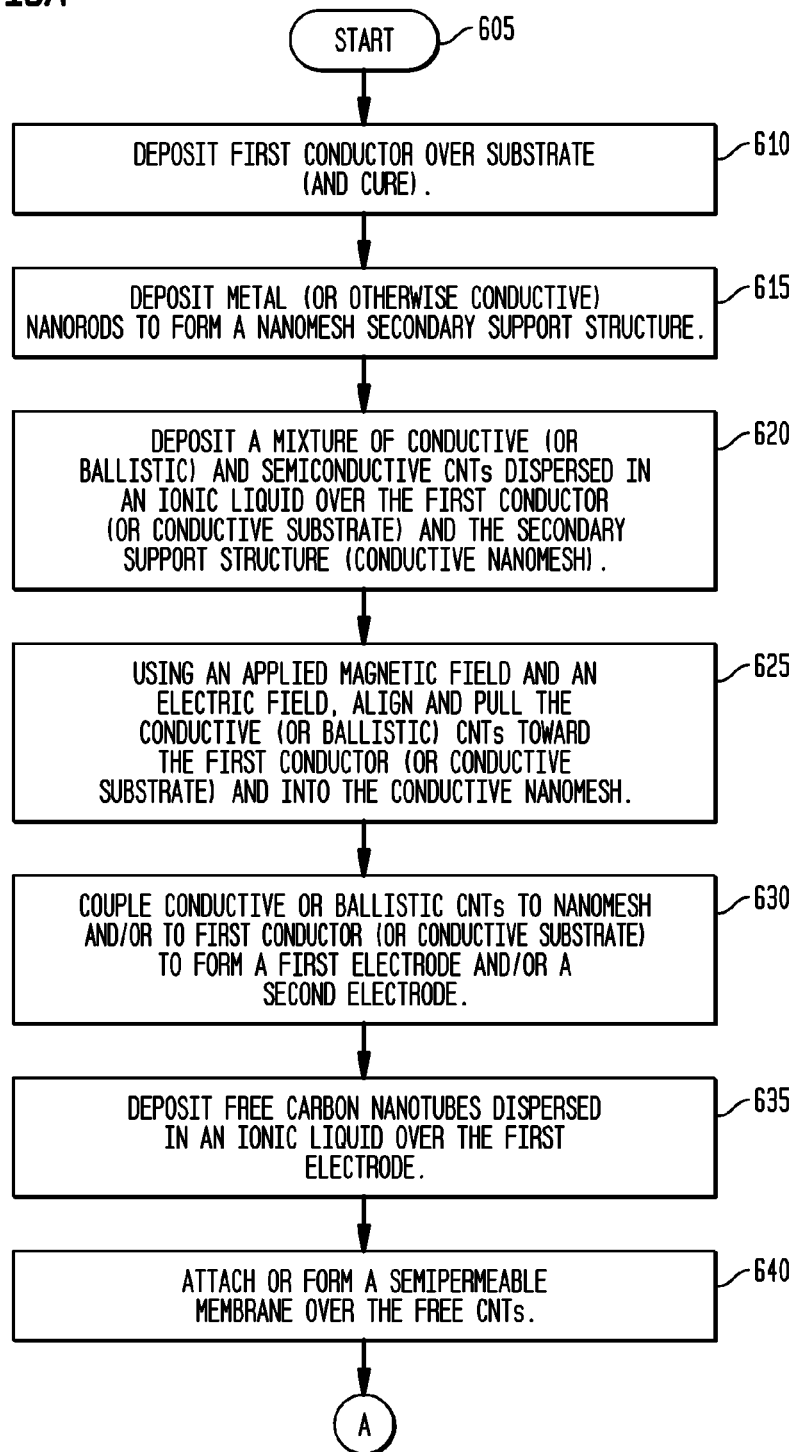 START
605
DEPOSIT FIRST CONDUCTOR OVER SUBSTRATE
(AND CURE).
610
DEPOSIT METAL (OR OTHERWISE CONDUCTIVE)
NANORODS TO FORM A NANOMESH SECONDARY SUPPORT STRUCTURE.
615
DEPOSIT A MIXTURE OF CONDUCTIVE (OR
BALLISTIC) AND SEMICONDUCTIVE CNTs DISPERSED IN
AN IONIC LIQUID OVER THE FIRST CONDUCTOR
(OR CONDUCTIVE SUBSTRATE) AND THE SECONDARY
SUPPORT STRUCTURE (CONDUCTIVE NANOMESH).
620
USING AN APPLIED MAGNETIC FIELD AND AN
ELECTRIC FIELD, ALIGN AND PULL THE
CONDUCTIVE (OR BALLISTIC) CNTs TOWARD
THE FIRST CONDUCTOR (OR CONDUCTIVE
SUBSTRATE) AND INTO THE CONDUCTIVE NANOMESH.
625
COUPLE CONDUCTIVE OR BALLISTIC CNTs TO NANOMESH
AND/OR TO FIRST CONDUCTOR (OR CONDUCTIVE SUBSTRATE)
TO FORM A FIRST ELECTRODE AND/OR A
SECOND ELECTRODE.
630
DEPOSIT FREE CARBON NANOTUBES DISPERSED
IN AN IONIC LIQUID OVER THE FIRST
ELECTRODE.
635
ATTACH OR FORM A SEMIPERMEABLE
MEMBRANE OVER THE FREE CNTs.
640
A